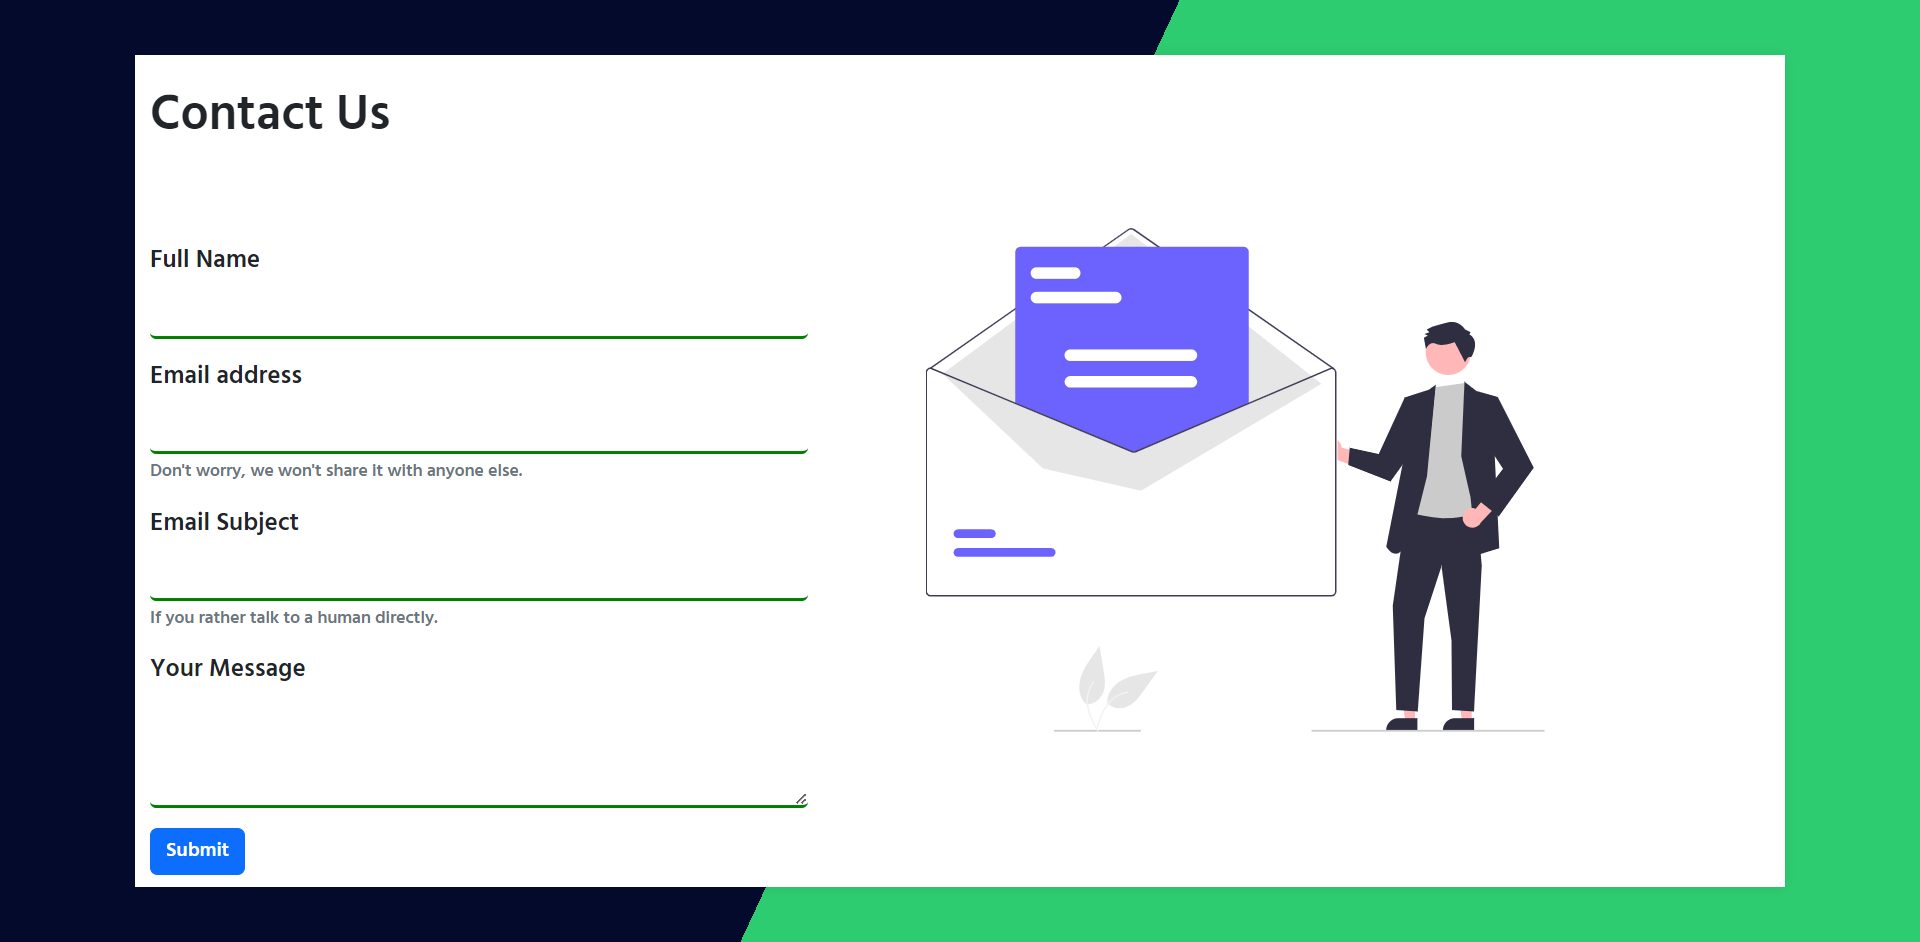 Contact Us
Full Name
Email address
Don't worry, we won't share it with anyone else.
Email Subject
If you rather talk to a human directly.
Your Message
Submit